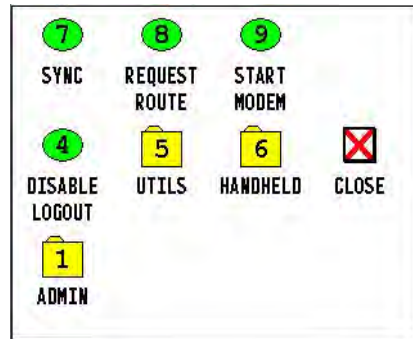 7 8 9
SYNC REQUEST START
ROUTE MODEM
4 5 6
DISABLE UTILS HANDHELD CLOSE
LOGOUT
1
ADMIN